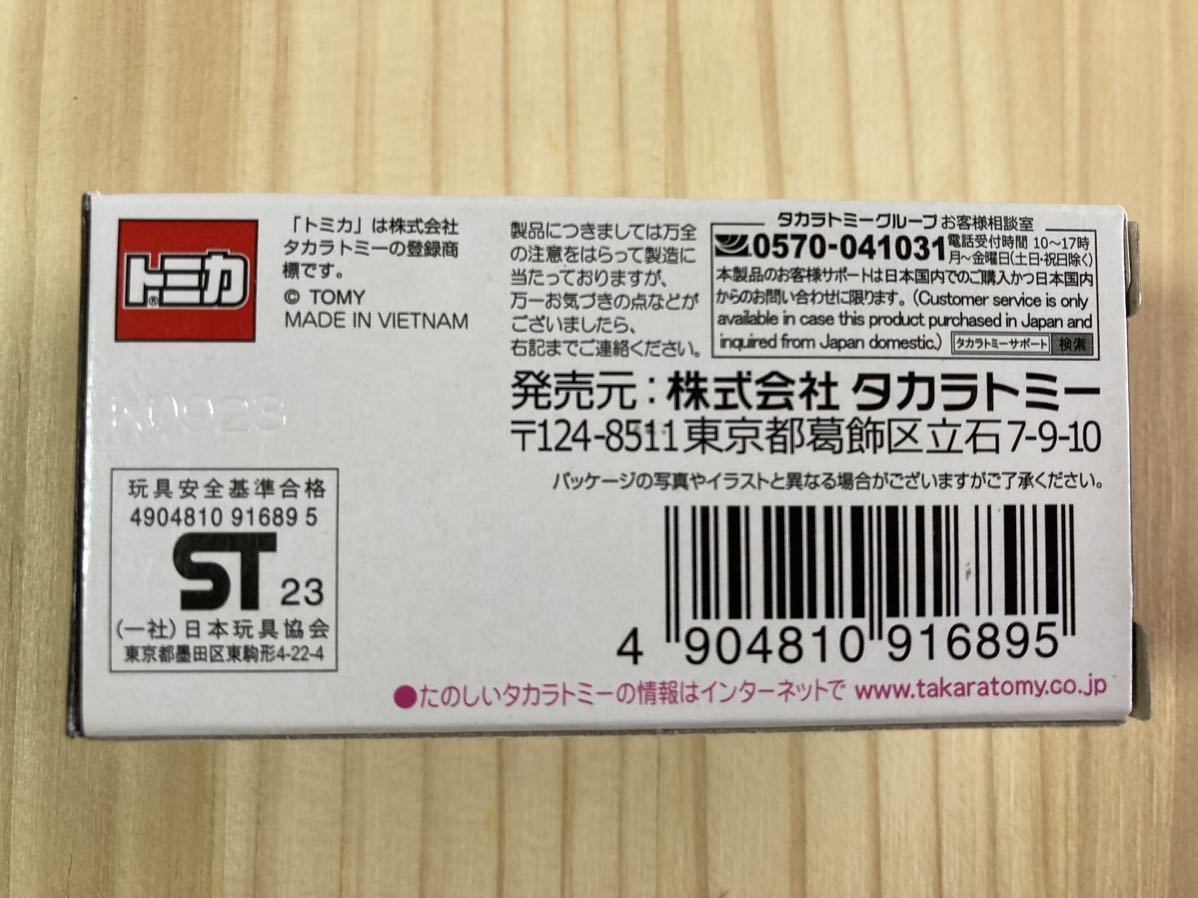 トミカ®
「トミカ」は株式会社
タカラトミーの登録商
標です。
© TOMY
MADE IN VIETNAM
製品につきましては万全
の注意をはらって製造に
当たっておりますが、
万一お気づきの点などが
ございましたら、
右記までご連絡ください。
タカラトミーグループ お客様相談室
0570-041031 電話受付時間 10〜17時
月〜金曜日(土日・祝日除く)
本製品のお客様サポートは日本国内でのご購入かつ日本国内
からのお問い合わせに限ります。(Customer service is only
available in case this product purchased in Japan and
inquired from Japan domestic.) タカラトミーサポート 検索
発売元：株式会社 タカラトミー
〒124-8511 東京都葛飾区立石7-9-10
パッケージの写真やイラストと異なる場合がございますがご了承ください。
玩具安全基準合格
4904810 91689 5
ST 23
(一社)日本玩具協会
東京都墨田区東駒形4-22-4
4 904810 916895
●たのしいタカラトミーの情報はインターネットで www.takaratomy.co.jp